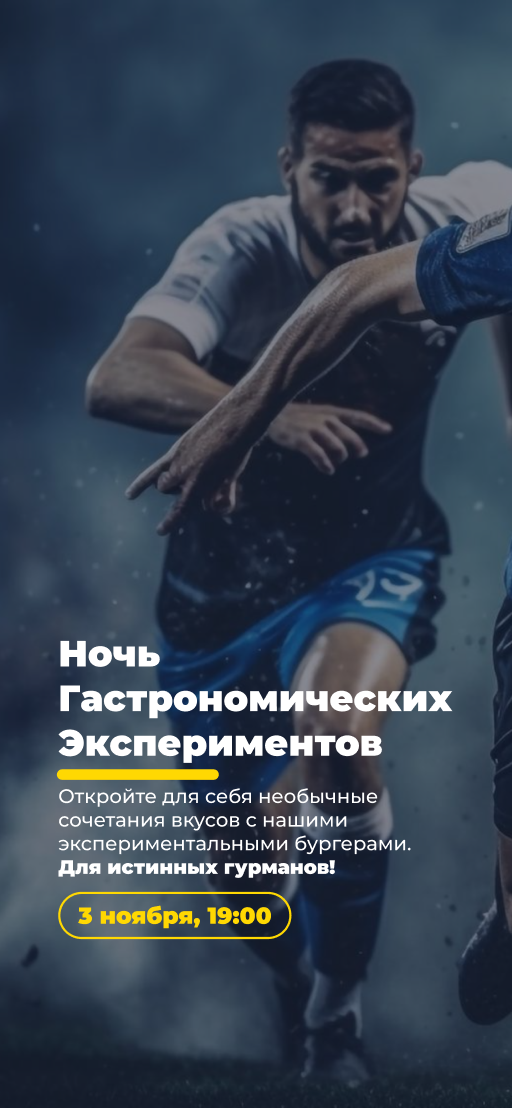 Ночь
Гастрономических
Экспериментов
Откройте для себя необычные
сочетания вкусов с нашими
экспериментальными бургерами.
Для истинных гурманов!
3 ноября, 19:00